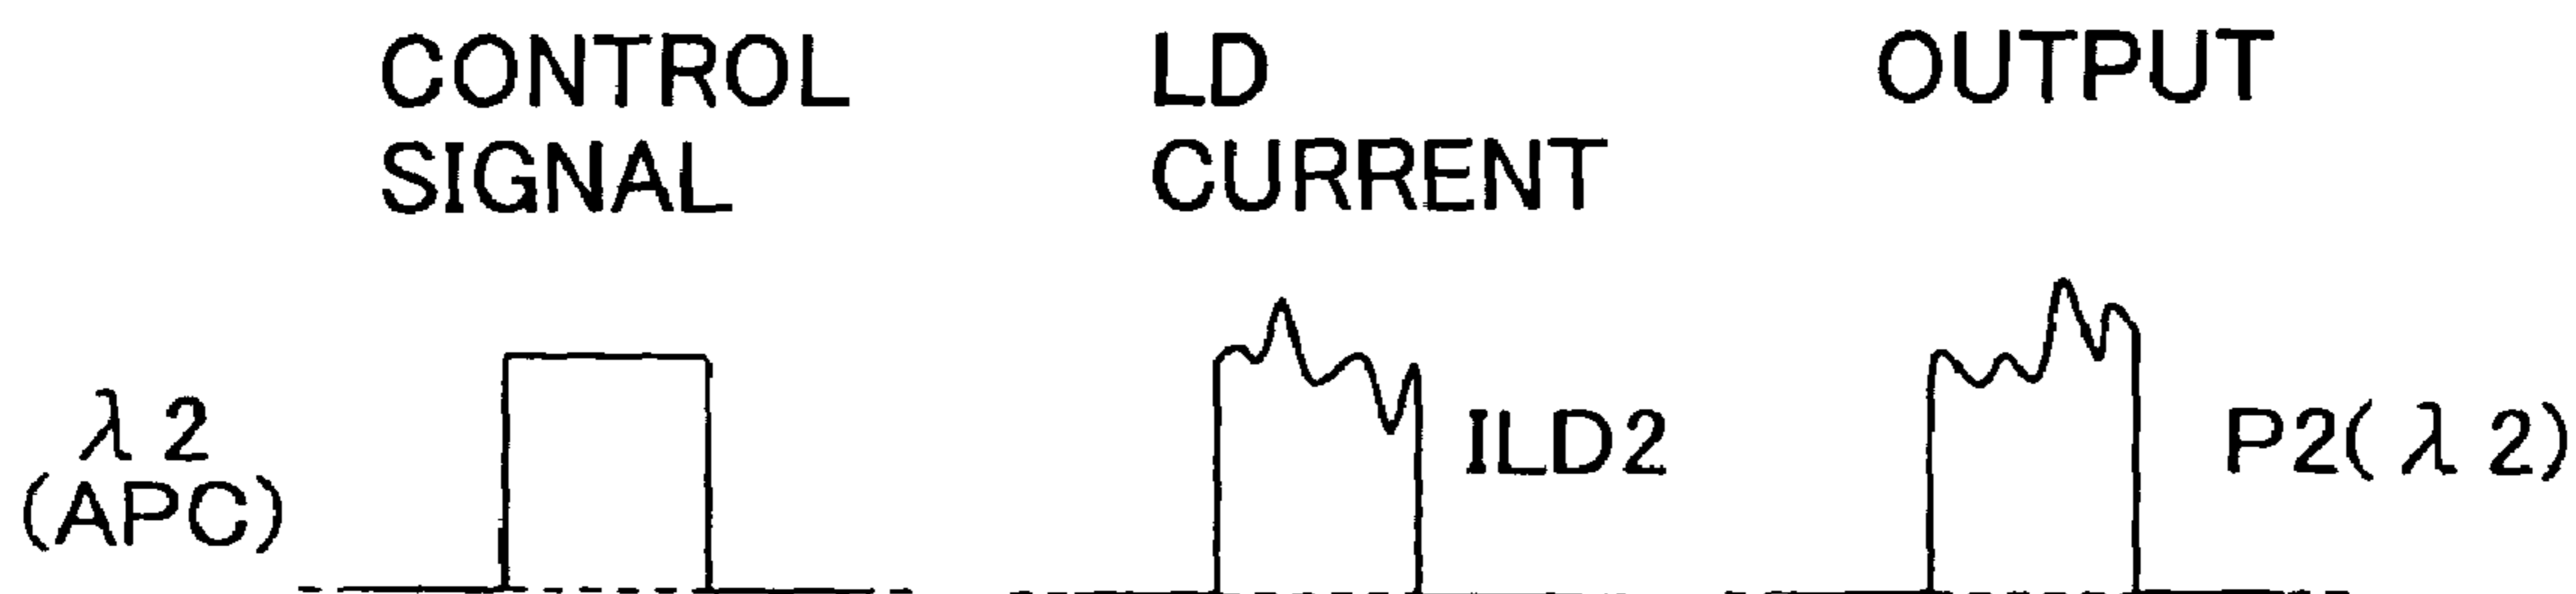 CONTROL
SIGNAL
LD
CURRENT
OUTPUT
λ2
(APC)
ILD2
P2(λ2)